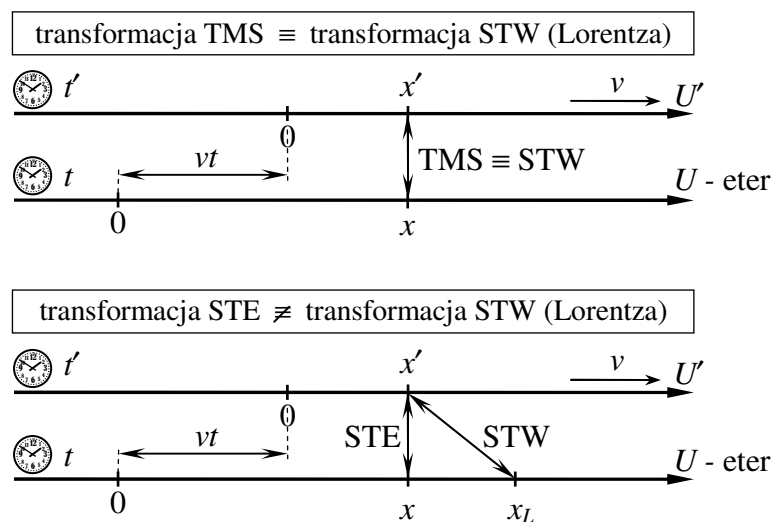 transformacja TMS ≡ transformacja STW (Lorentza)
t′ x′ v U′
0
t vt TMS ≡ STW U - eter
0 x
transformacja STE ≢ transformacja STW (Lorentza)
t′ x′ v U′
0
t vt STE STW U - eter
0 x x_L